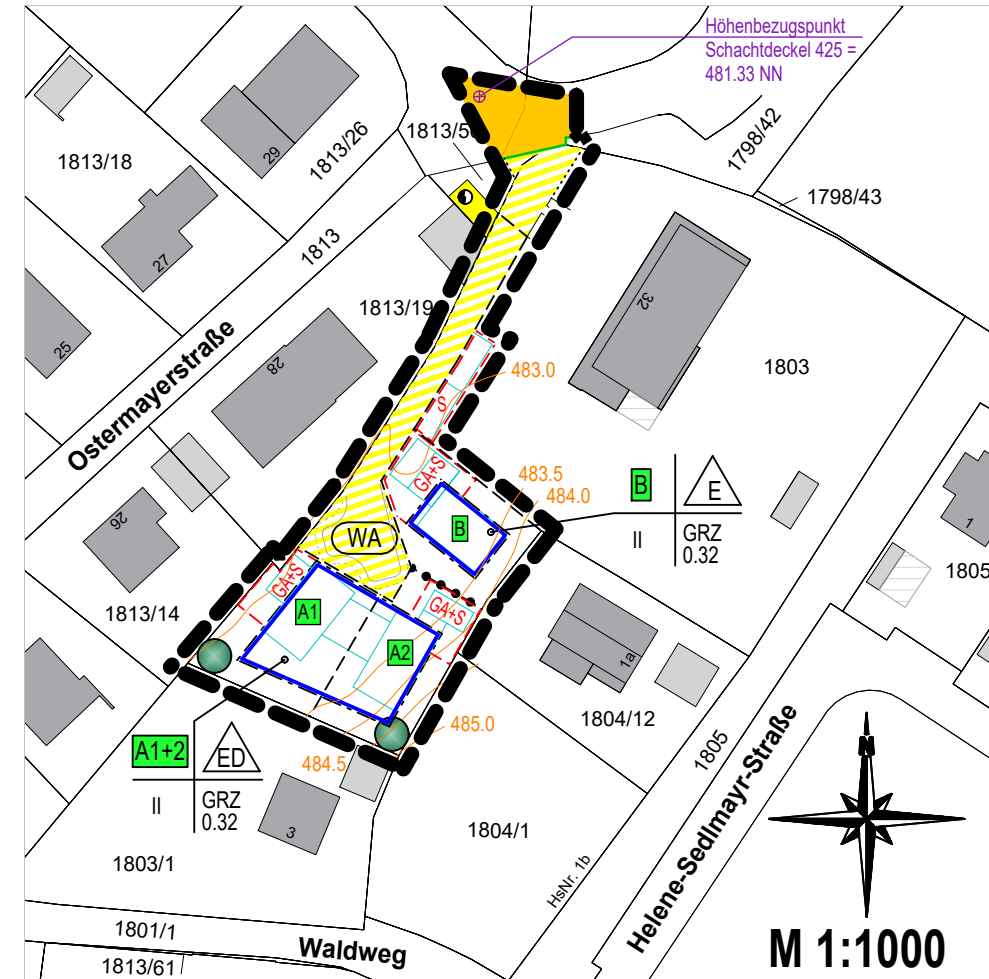 Höhenbezugspunkt
Schachtdeckel 425 =
481.33 NN
1813/18
29
1813/26
1798/42
1798/43
27
1813
25
1813/19
32
1803
28
Ostermayerstraße
483.0
S
GA+S
483.5
484.0
B
E
II
GRZ
0.32
B
WA
26
1
1813/14
GA+S
A1
GA+S
A2
1805
1a
1804/12
485.0
484.5
A1+2
ED
II
GRZ
0.32
3
1805
N
1804/1
1803/1
HsNr. 1b
Helene-Sedlmayr-Straße
1801/1
Waldweg
1813/61
M 1:1000